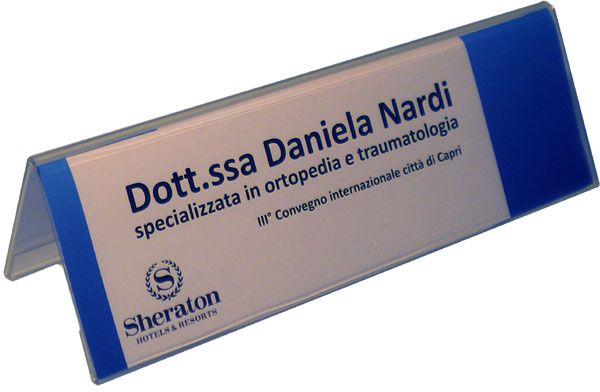 Dott.ssa Daniela Nardi
specializzata in ortopedia e traumatologia
III° Convegno internazionale città di Capri
S
Sheraton
HOTELS & RESORTS